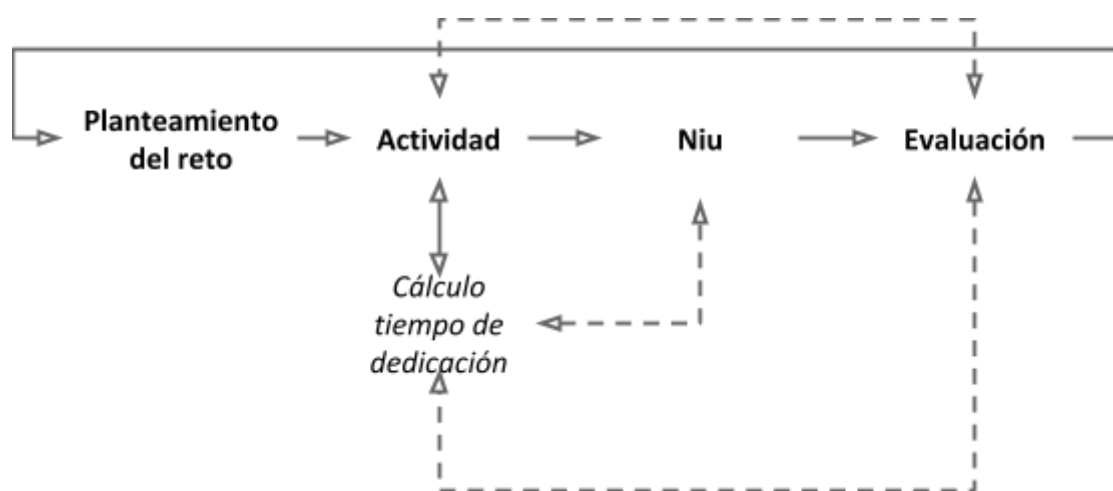 Planteamiento
del reto
Actividad
Niu
Evaluación
Cálculo
tiempo de
dedicación